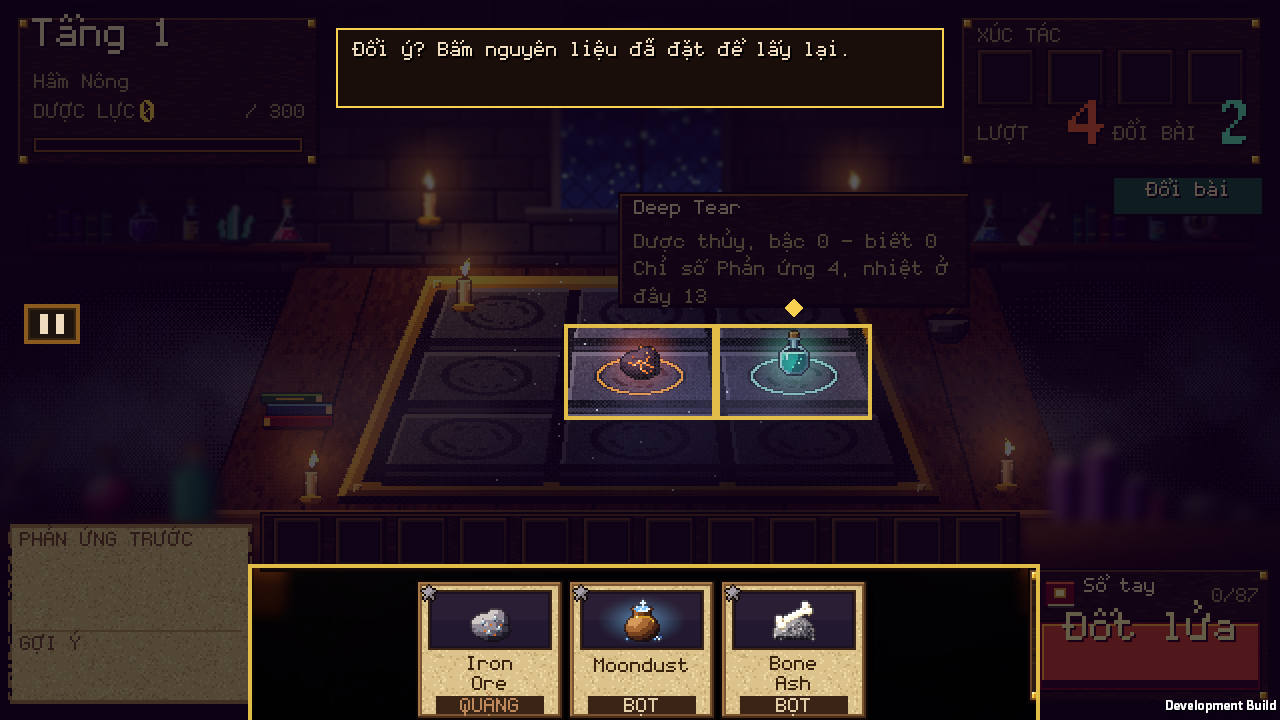 Tầng 1
Hầm Nông
DƯỢC LỰC 0 / 300
Đổi ý? Bấm nguyên liệu đã đặt để lấy lại.
XÚC TÁC
LƯỢT 4 ĐỔI BÀI 2
Đổi bài
Deep Tear
Dược thủy, bậc 0 - biết 0
Chỉ số Phản ứng 4, nhiệt ở
đây 13
PHẢN ỨNG TRƯỚC
GỢI Ý
Iron
Ore
QUẶNG
Moondust
BỘT
Bone
Ash
BỘT
Sổ tay
0/87
Đốt lửa
Development Build